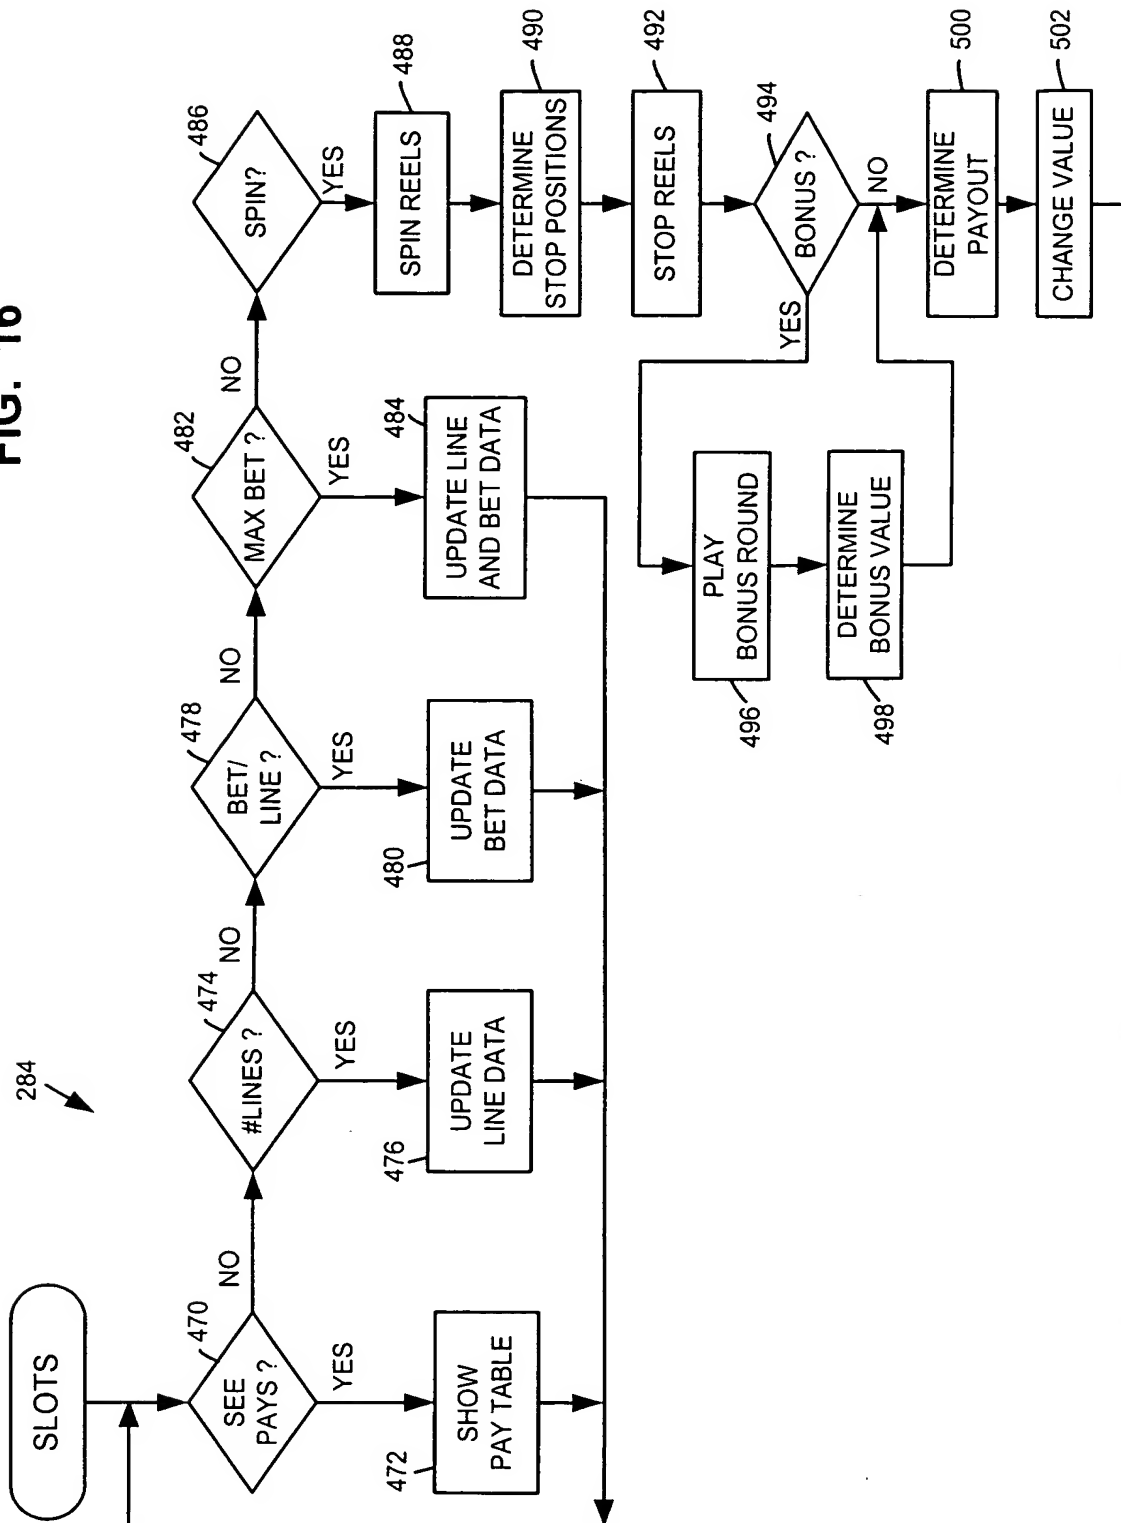 FIG. 16
284
SLOTS
470
SEE
PAYS ?
NO
YES
472
SHOW
PAY TABLE
474
#LINES ?
NO
YES
476
UPDATE
LINE DATA
478
BET/
LINE ?
NO
YES
480
UPDATE
BET DATA
482
MAX BET ?
NO
YES
484
UPDATE LINE
AND BET DATA
486
SPIN?
YES
488
SPIN REELS
490
DETERMINE
STOP POSITIONS
492
STOP REELS
494
BONUS ?
YES
NO
496
PLAY
BONUS ROUND
498
DETERMINE
BONUS VALUE
500
DETERMINE
PAYOUT
502
CHANGE VALUE